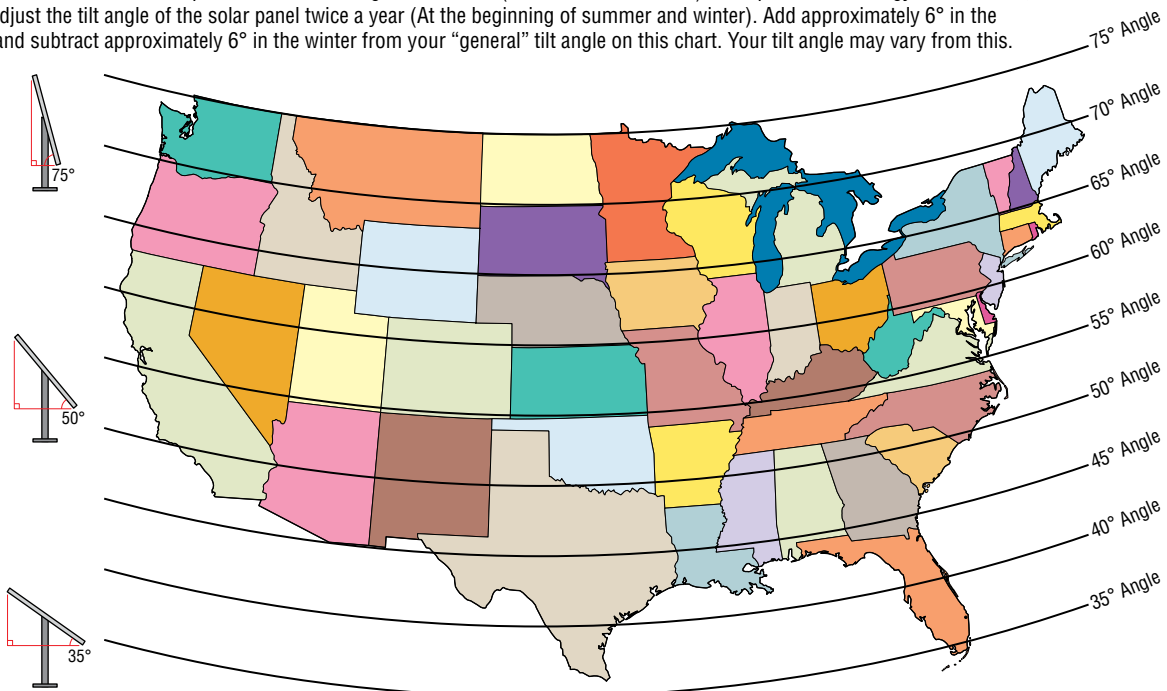 djust the tilt angle of the solar panel twice a year (At the beginning of summer and winter). Add approximately 6° in the
and subtract approximately 6° in the winter from your “general” tilt angle on this chart. Your tilt angle may vary from this.
75° Angle
70° Angle
65° Angle
60° Angle
55° Angle
50° Angle
45° Angle
40° Angle
35° Angle
75°
50°
35°